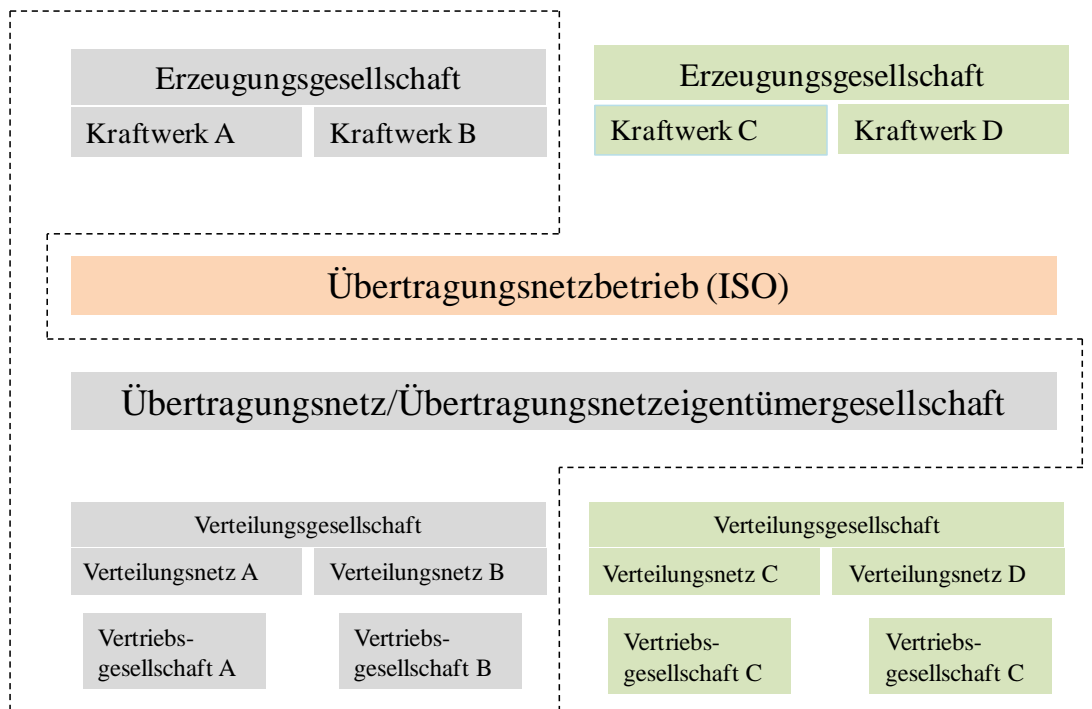 Erzeugungsgesellschaft
Kraftwerk A
Kraftwerk B
Erzeugungsgesellschaft
Kraftwerk C
Kraftwerk D
Übertragungsnetzbetrieb (ISO)
Übertragungsnetz/Übertragungsnetzeigentümergesellschaft
Verteilungsgesellschaft
Verteilungsnetz A
Verteilungsnetz B
Vertriebs-
gesellschaft A
Vertriebs-
gesellschaft B
Verteilungsgesellschaft
Verteilungsnetz C
Verteilungsnetz D
Vertriebs-
gesellschaft C
Vertriebs-
gesellschaft C